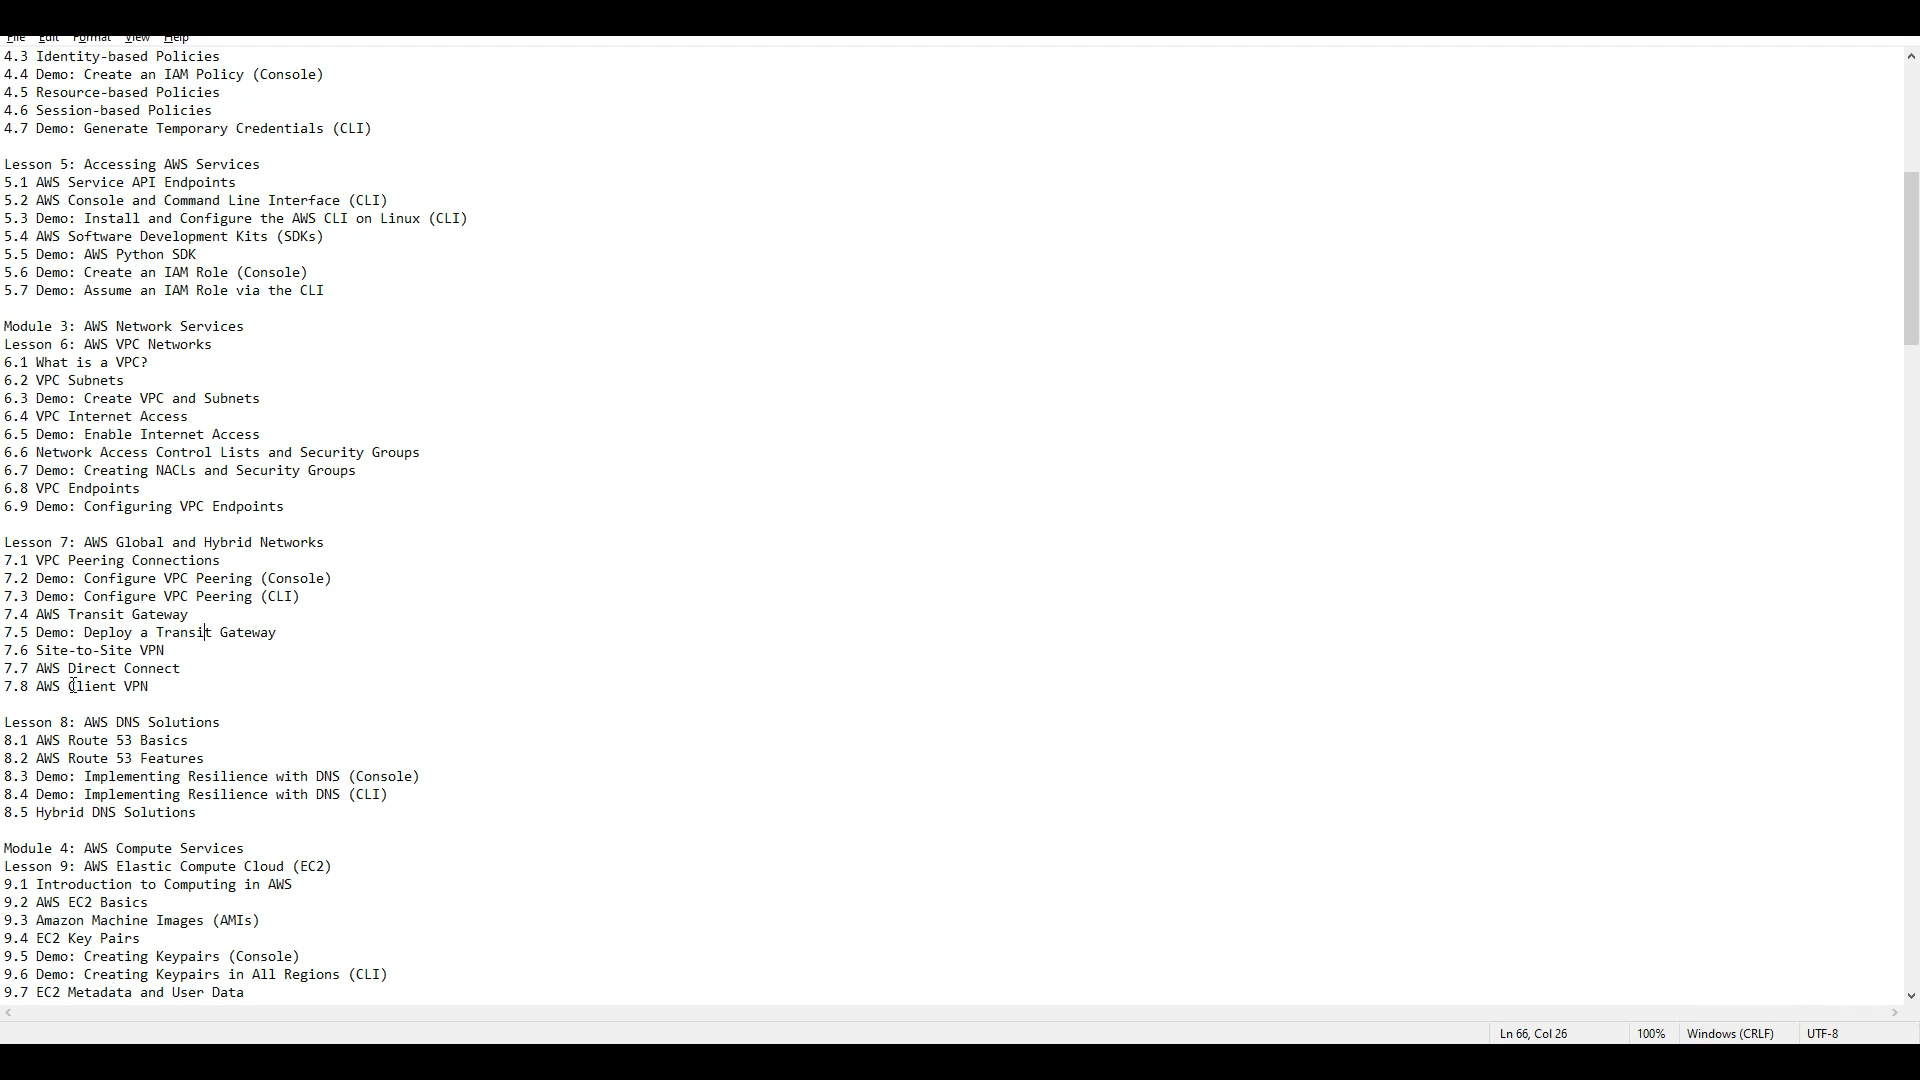 File Edit Format View Help
4.3 Identity-based Policies
4.4 Demo: Create an IAM Policy (Console)
4.5 Resource-based Policies
4.6 Session-based Policies
4.7 Demo: Generate Temporary Credentials (CLI)
Lesson 5: Accessing AWS Services
5.1 AWS Service API Endpoints
5.2 AWS Console and Command Line Interface (CLI)
5.3 Demo: Install and Configure the AWS CLI on Linux (CLI)
5.4 AWS Software Development Kits (SDKs)
5.5 Demo: AWS Python SDK
5.6 Demo: Create an IAM Role (Console)
5.7 Demo: Assume an IAM Role via the CLI
Module 3: AWS Network Services
Lesson 6: AWS VPC Networks
6.1 What is a VPC?
6.2 VPC Subnets
6.3 Demo: Create VPC and Subnets
6.4 VPC Internet Access
6.5 Demo: Enable Internet Access
6.6 Network Access Control Lists and Security Groups
6.7 Demo: Creating NACLs and Security Groups
6.8 VPC Endpoints
6.9 Demo: Configuring VPC Endpoints
Lesson 7: AWS Global and Hybrid Networks
7.1 VPC Peering Connections
7.2 Demo: Configure VPC Peering (Console)
7.3 Demo: Configure VPC Peering (CLI)
7.4 AWS Transit Gateway
7.5 Demo: Deploy a Transit Gateway
7.6 Site-to-Site VPN
7.7 AWS Direct Connect
7.8 AWS Client VPN
Lesson 8: AWS DNS Solutions
8.1 AWS Route 53 Basics
8.2 AWS Route 53 Features
8.3 Demo: Implementing Resilience with DNS (Console)
8.4 Demo: Implementing Resilience with DNS (CLI)
8.5 Hybrid DNS Solutions
Module 4: AWS Compute Services
Lesson 9: AWS Elastic Compute Cloud (EC2)
9.1 Introduction to Computing in AWS
9.2 AWS EC2 Basics
9.3 Amazon Machine Images (AMIs)
9.4 EC2 Key Pairs
9.5 Demo: Creating Keypairs (Console)
9.6 Demo: Creating Keypairs in All Regions (CLI)
9.7 EC2 Metadata and User Data
Ln 66, Col 26 100% Windows (CRLF) UTF-8